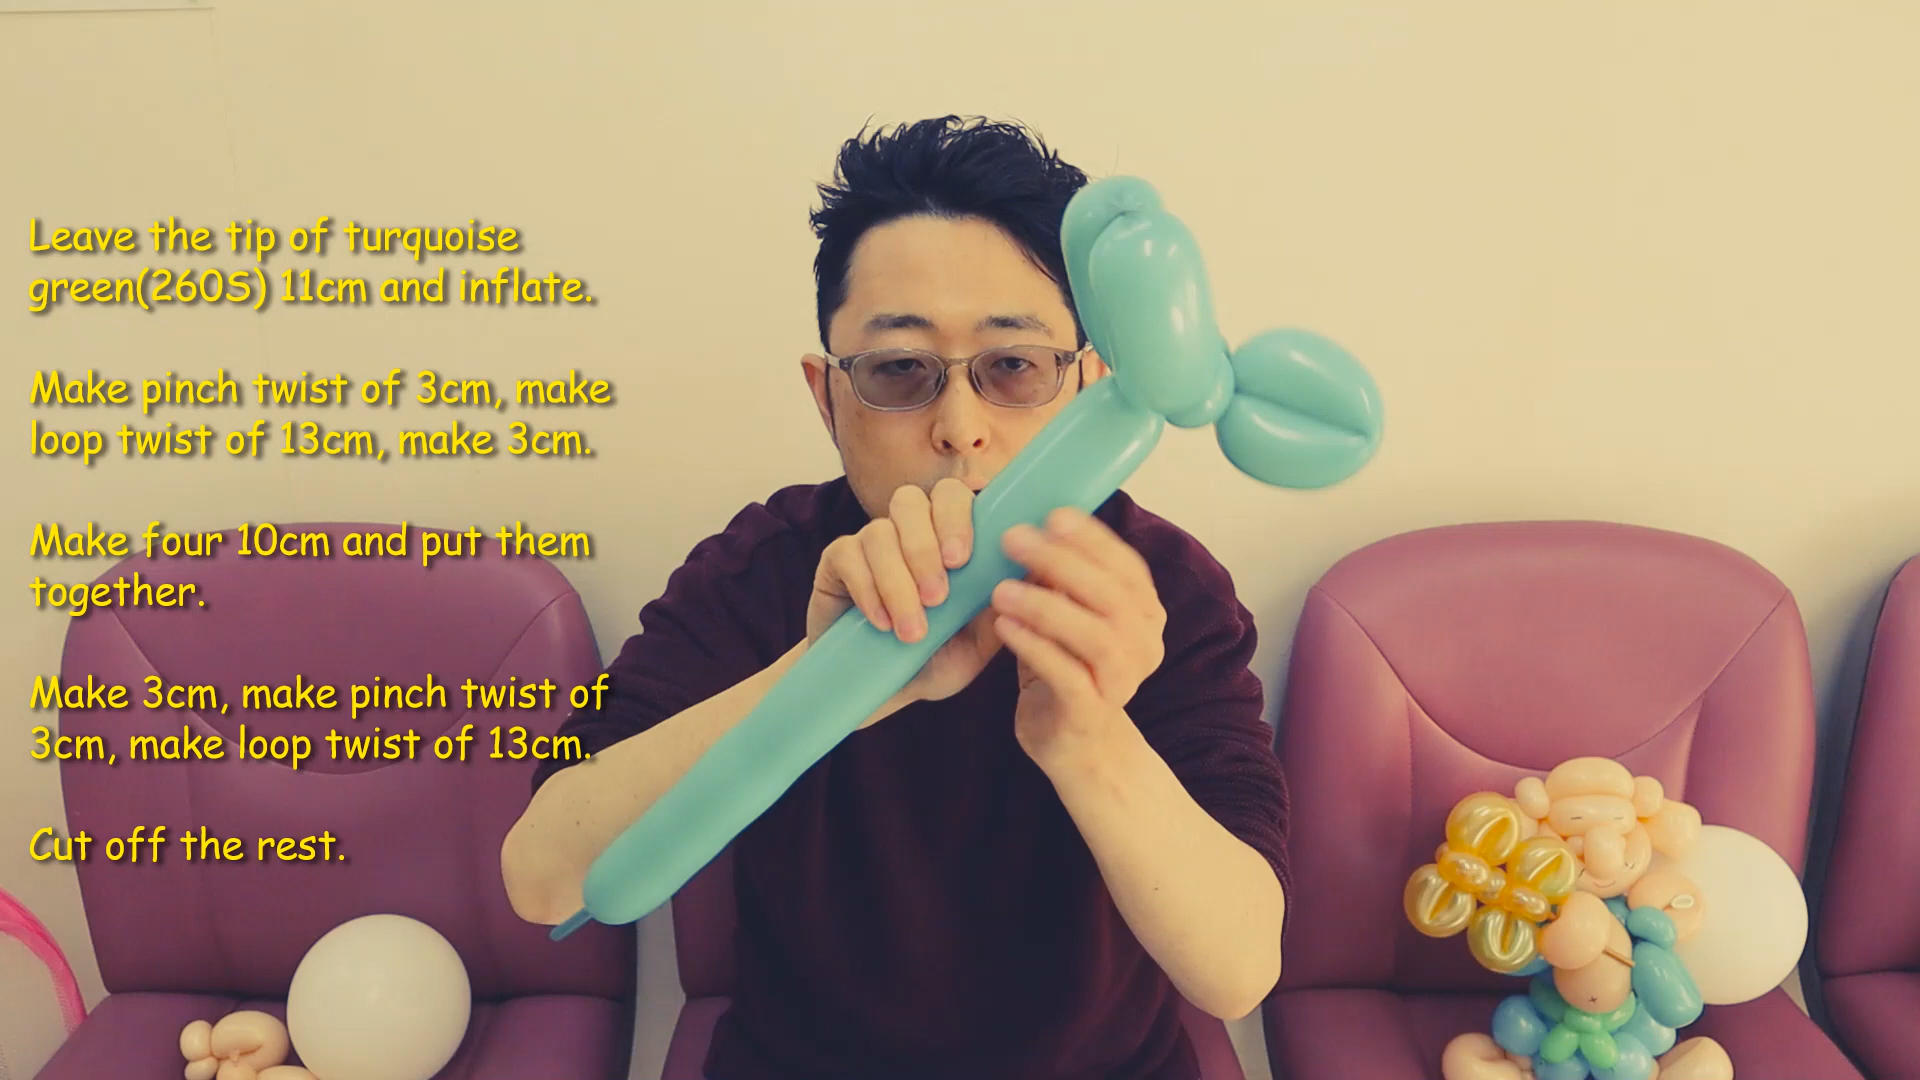 Leave the tip of turquoise
green(260S) 11cm and inflate.
Make pinch twist of 3cm, make
loop twist of 13cm, make 3cm.
Make four 10cm and put them
together.
Make 3cm, make pinch twist of
3cm, make loop twist of 13cm.
Cut off the rest.